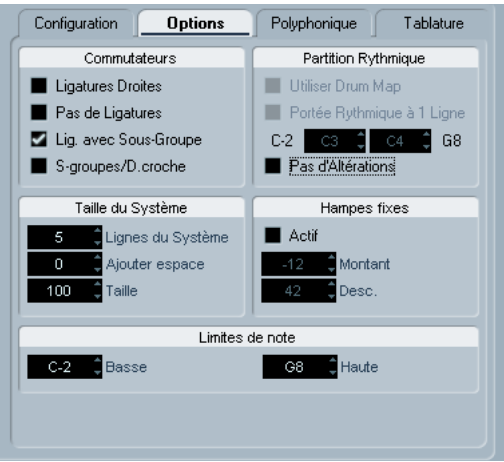 Configuration Options Polyphonique Tablature
Commutateurs
Ligatures Droites
Pas de Ligatures
Lig. avec Sous-Groupe
S-groupes/D.croche
Partition Rythmique
Utiliser Drum Map
Portée Rythmique à 1 Ligne
C-2 C3 C4 G8
Pas d'Altérations
Taille du Système
5 Lignes du Système
0 Ajouter espace
100 Taille
Hampes fixes
Actif
-12 Montant
42 Desc.
Limites de note
C-2 Basse G8 Haute